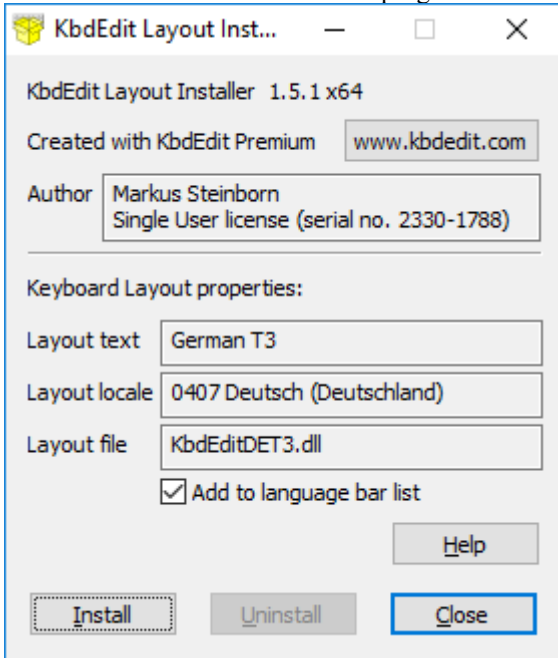 KbdEdit Layout Inst...
KbdEdit Layout Installer 1.5.1 x64
Created with KbdEdit Premium www.kbdedit.com
Author Markus Steinborn
Single User license (serial no. 2330-1788)
Keyboard Layout properties:
Layout text German T3
Layout locale 0407 Deutsch (Deutschland)
Layout file KbdEditDET3.dll
Add to language bar list
Help
Install Uninstall Close